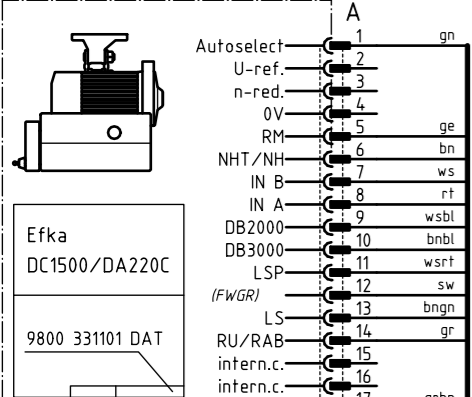 A
Autoselect 1 gn
U-ref. 2
n-red. 3
0V 4
RM 5 ge
NHT/NH 6 bn
IN B 7 ws
IN A 8 rt
DB2000 9 wsbl
DB3000 10 bnbl
LSP 11 wsrt
(FWGR) 12 sw
LS 13 bngn
RU/RAB 14 gr
intern.c. 15
intern.c. 16
17
Efka
DC1500/DA220C
9800 331101 DAT